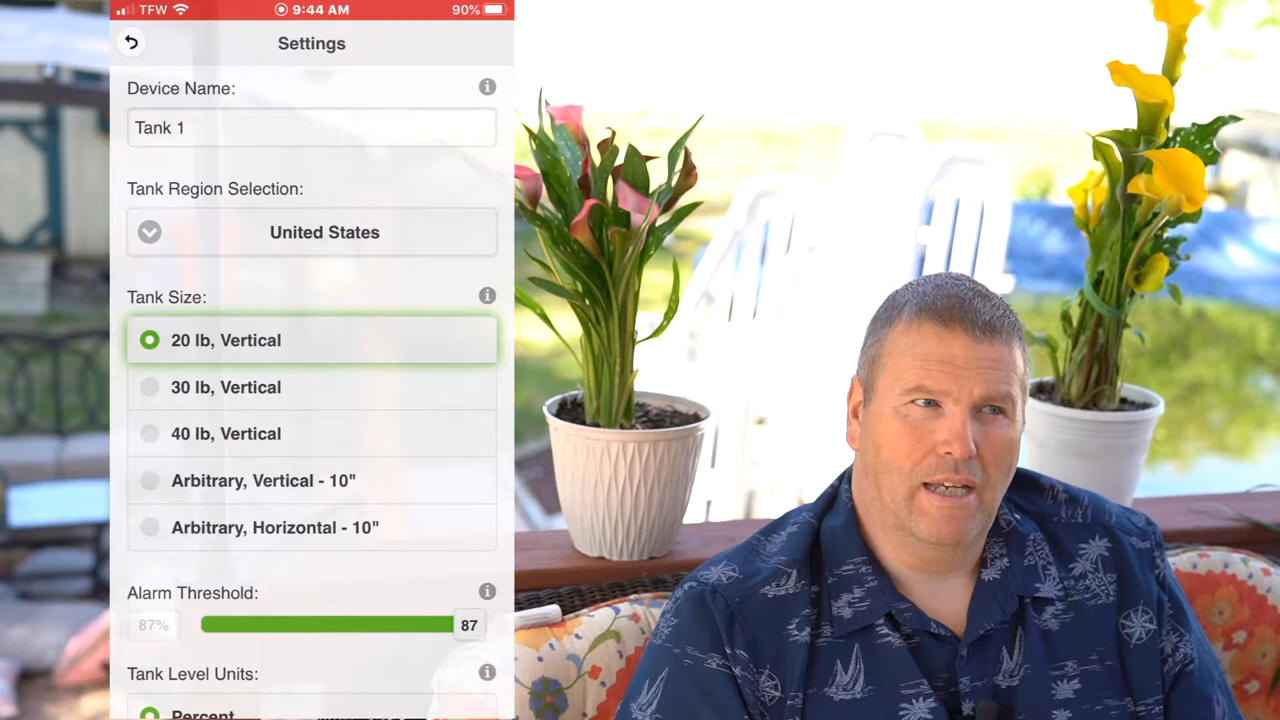 TFW 9:44 AM 90%
Settings
Device Name:
Tank 1
Tank Region Selection:
United States
Tank Size:
20 lb, Vertical
30 lb, Vertical
40 lb, Vertical
Arbitrary, Vertical - 10"
Arbitrary, Horizontal - 10"
Alarm Threshold:
87% 87
Tank Level Units:
Percent